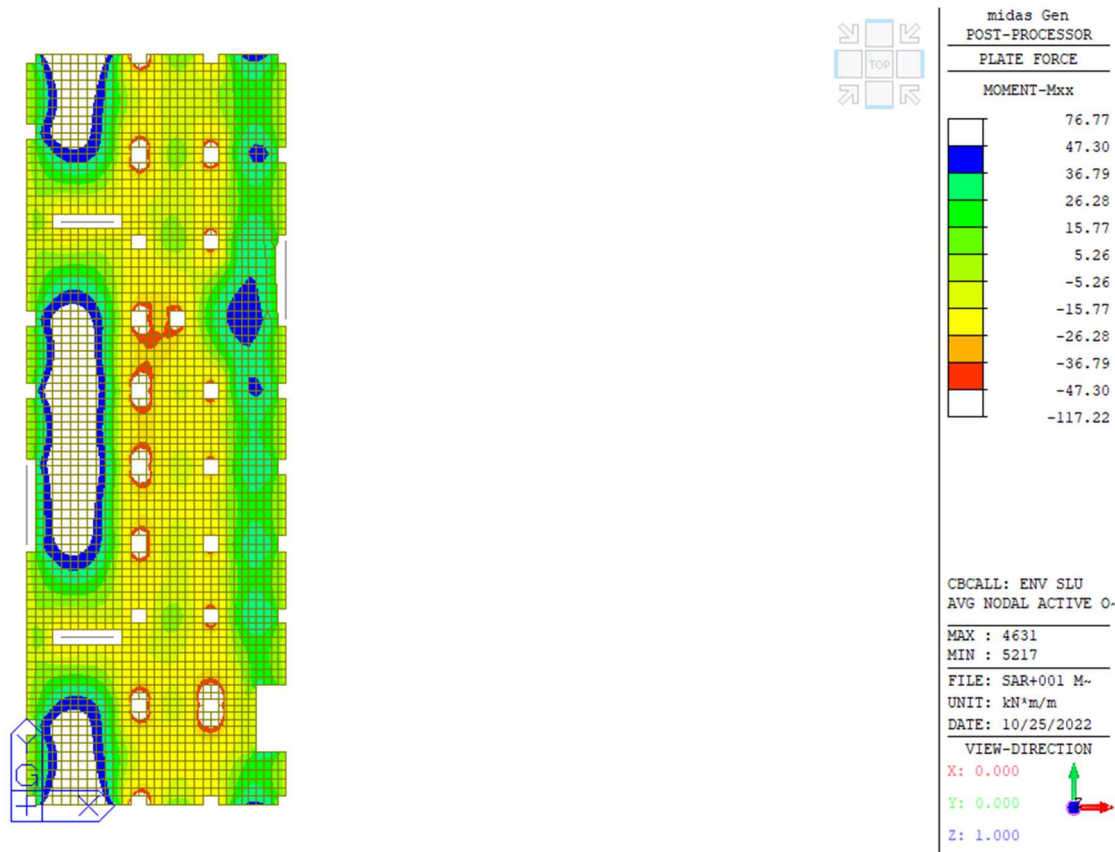 TOP
midas Gen
POST-PROCESSOR
PLATE FORCE
MOMENT-Mxx
76.77
47.30
36.79
26.28
15.77
5.26
-5.26
-15.77
-26.28
-36.79
-47.30
-117.22
CBCALL: ENV SLU
AVG NODAL ACTIVE O~
MAX : 4631
MIN : 5217
FILE: SAR+001 M~
UNIT: kN*m/m
DATE: 10/25/2022
VIEW-DIRECTION
X: 0.000
Y: 0.000
Z: 1.000
Z
Y
G
+ X